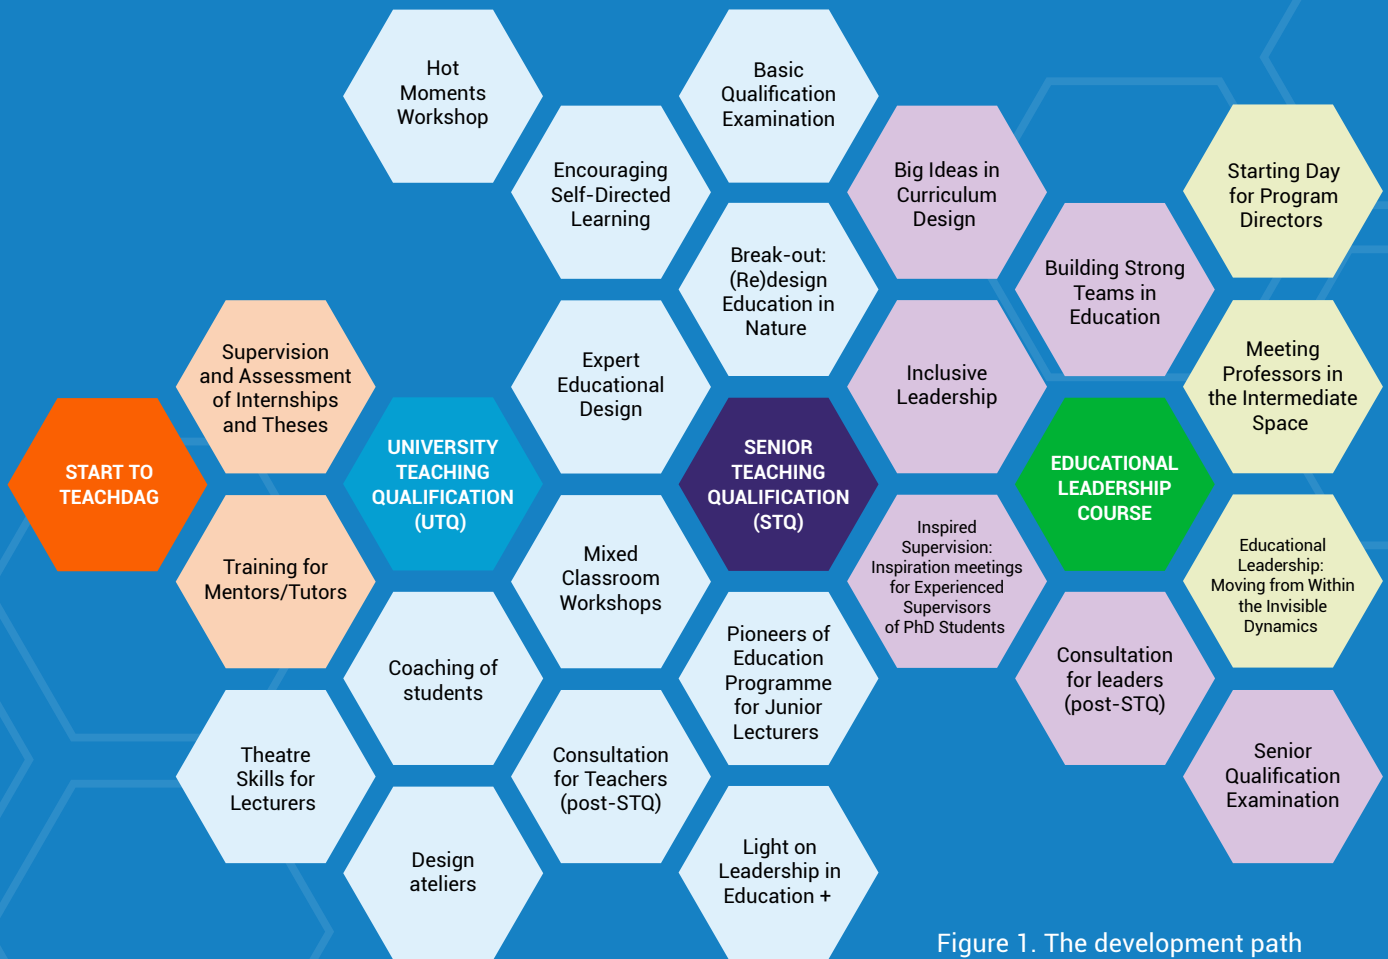 Hot
Moments
Workshop
Basic
Qualification
Examination
Encouraging
Self-Directed
Learning
Big Ideas in
Curriculum
Design
Starting Day
for Program
Directors
Break-out:
(Re)design
Education in
Nature
Building Strong
Teams in
Education
Supervision
and Assessment
of Internships
and Theses
Expert
Educational
Design
Inclusive
Leadership
Meeting
Professors in
the Intermediate
Space
START TO
TEACHDAG
UNIVERSITY
TEACHING
QUALIFICATION
(UTQ)
SENIOR
TEACHING
QUALIFICATION
(STQ)
EDUCATIONAL
LEADERSHIP
COURSE
Training for
Mentors/Tutors
Mixed
Classroom
Workshops
Inspired
Supervision:
Inspiration meetings
for Experienced
Supervisors
of PhD Students
Educational
Leadership:
Moving from Within
the Invisible
Dynamics
Coaching of
students
Pioneers of
Education
Programme
for Junior
Lecturers
Consultation
for leaders
(post-STQ)
Theatre
Skills for
Lecturers
Consultation
for Teachers
(post-STQ)
Senior
Qualification
Examination
Design
ateliers
Light on
Leadership in
Education +
Figure 1. The development path